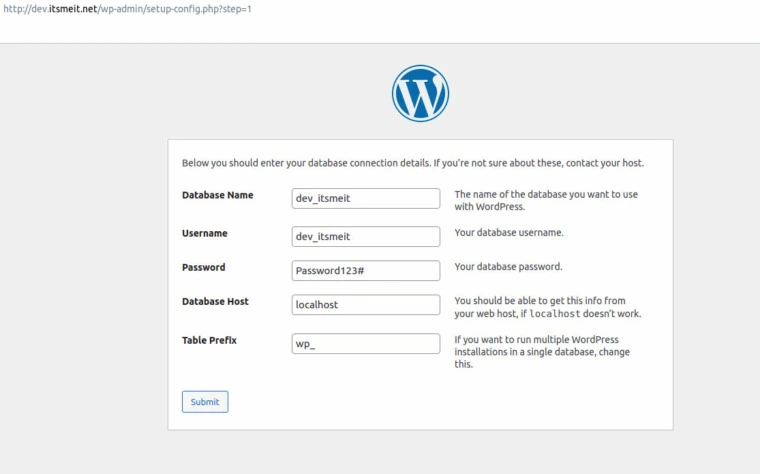 http://dev.itsmeit.net/wp-admin/setup-config.php?step=1
W
Below you should enter your database connection details. If you're not sure about these, contact your host.
Database Name
dev_itsmeit
The name of the database you want to use
with WordPress.
Username
dev_itsmeit
Your database username.
Password
Password123#
Your database password.
Database Host
localhost
You should be able to get this info from
your web host, if localhost doesn't work.
Table Prefix
wp_
If you want to run multiple WordPress
installations in a single database, change
this.
Submit